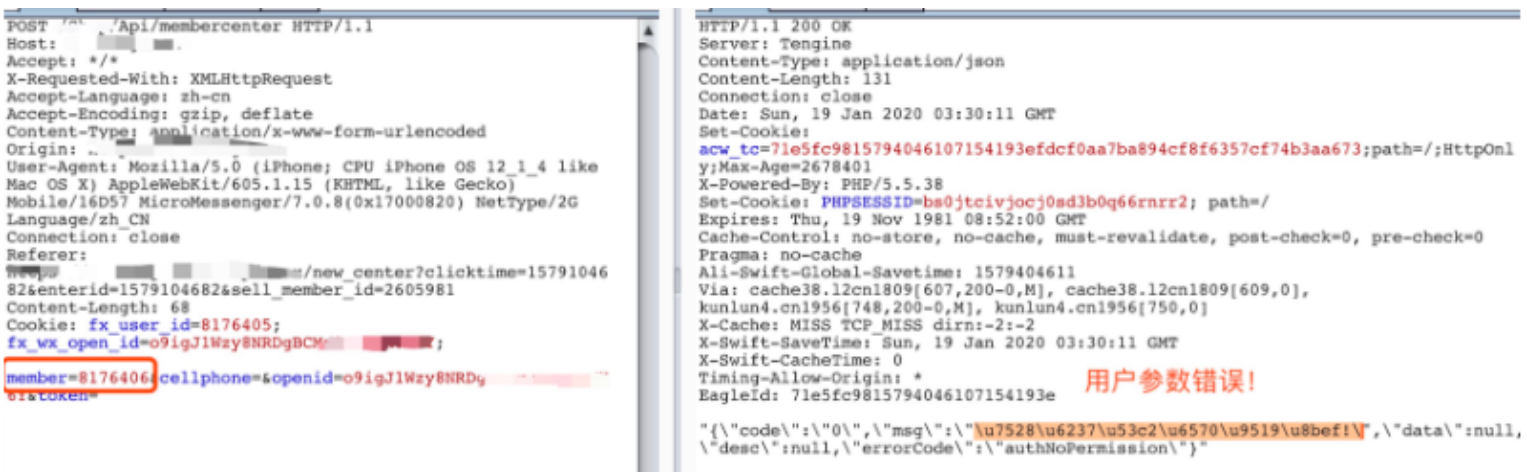 POST /Api/membercenter HTTP/1.1
Host:
Accept: */*
X-Requested-With: XMLHttpRequest
Accept-Language: zh-cn
Accept-Encoding: gzip, deflate
Content-Type: application/x-www-form-urlencoded
Origin:
User-Agent: Mozilla/5.0 (iPhone; CPU iPhone OS 12_1_4 like
Mac OS X) AppleWebKit/605.1.15 (KHTML, like Gecko)
Mobile/16D57 MicroMessenger/7.0.8(0x17000820) NetType/2G
Language/zh_CN
Connection: close
Referer:
/new_center?clicktime=15791046
82&enterid=1579104682&sell_member_id=2605981
Content-Length: 68
Cookie: fx_user_id=8176405;
fx_wx_open_id=o9igJ1Wzy8NRDgBCM
member=8176406&cellphone=&openid=o9igJ1Wzy8NRDg
&token=
HTTP/1.1 200 OK
Server: Tengine
Content-Type: application/json
Content-Length: 131
Connection: close
Date: Sun, 19 Jan 2020 03:30:11 GMT
Set-Cookie:
acw_tc=71e5fc9815794046107154193efdcf0aa7ba894cf8f6357cf74b3aa673;path=/;HttpOnl
y;Max-Age=2678401
X-Powered-By: PHP/5.5.38
Set-Cookie: PHPSESSID=bs0jtcivjocj0sd3b0q66rnrr2; path=/
Expires: Thu, 19 Nov 1981 08:52:00 GMT
Cache-Control: no-store, no-cache, must-revalidate, post-check=0, pre-check=0
Pragma: no-cache
Ali-Swift-Global-Savetime: 1579404611
Via: cache38.l2cn1809[607,200-0,M], cache38.l2cn1809[609,0],
kunlun4.cn1956[748,200-0,M], kunlun4.cn1956[750,0]
X-Cache: MISS TCP_MISS dirn:-2:-2
X-Swift-SaveTime: Sun, 19 Jan 2020 03:30:11 GMT
X-Swift-CacheTime: 0
Timing-Allow-Origin: *
用户参数错误!
EagleId: 71e5fc9815794046107154193e
"{\"code\":\"0\",\"msg\":\"\u7528\u6237\u53c2\u6570\u9519\u8bef!\",\"data\":null,
\"desc\":null,\"errorCode\":\"authNoPermission\"}"